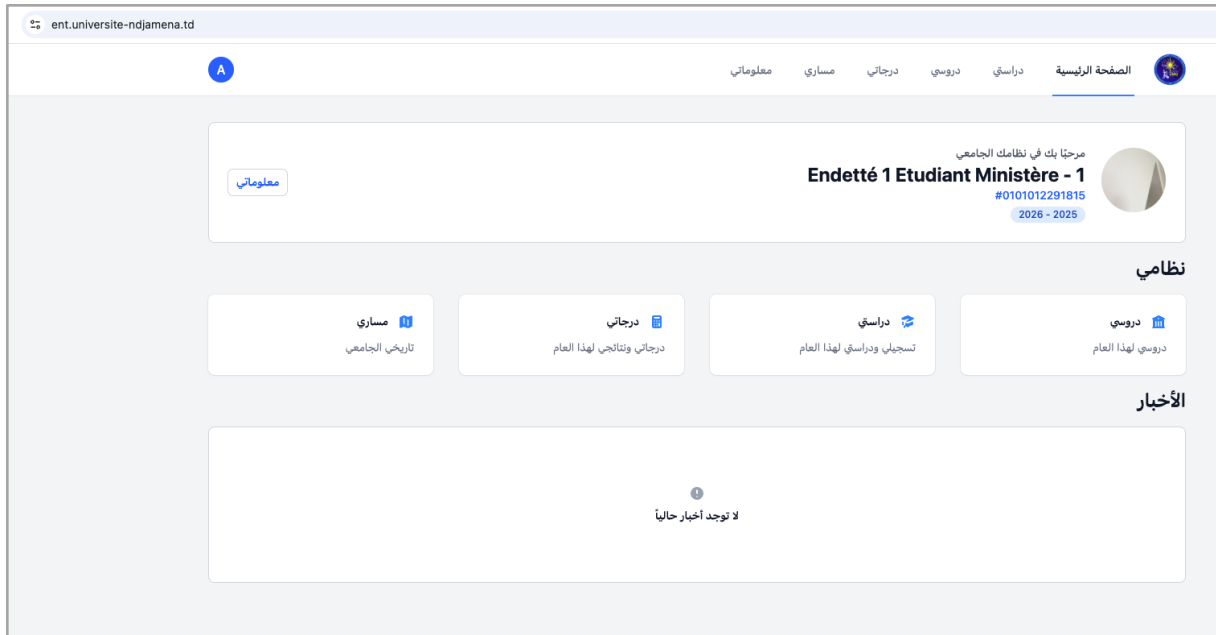 ent.universite-ndjamena.td
الصفحة الرئيسية
دراستي
دروسي
درجاتي
مساري
معلوماتي
A
مرحبًا بك في نظامك الجامعي
Endetté 1 Etudiant Ministère - 1
#0101012291815
2026 - 2025
معلوماتي
نظامي
دروسي
دروسي لهذا العام
دراستي
تسجيلي ودراستي لهذا العام
درجاتي
درجاتي ونتائجي لهذا العام
مساري
تاريخي الجامعي
الأخبار
لا توجد أخبار حالياً